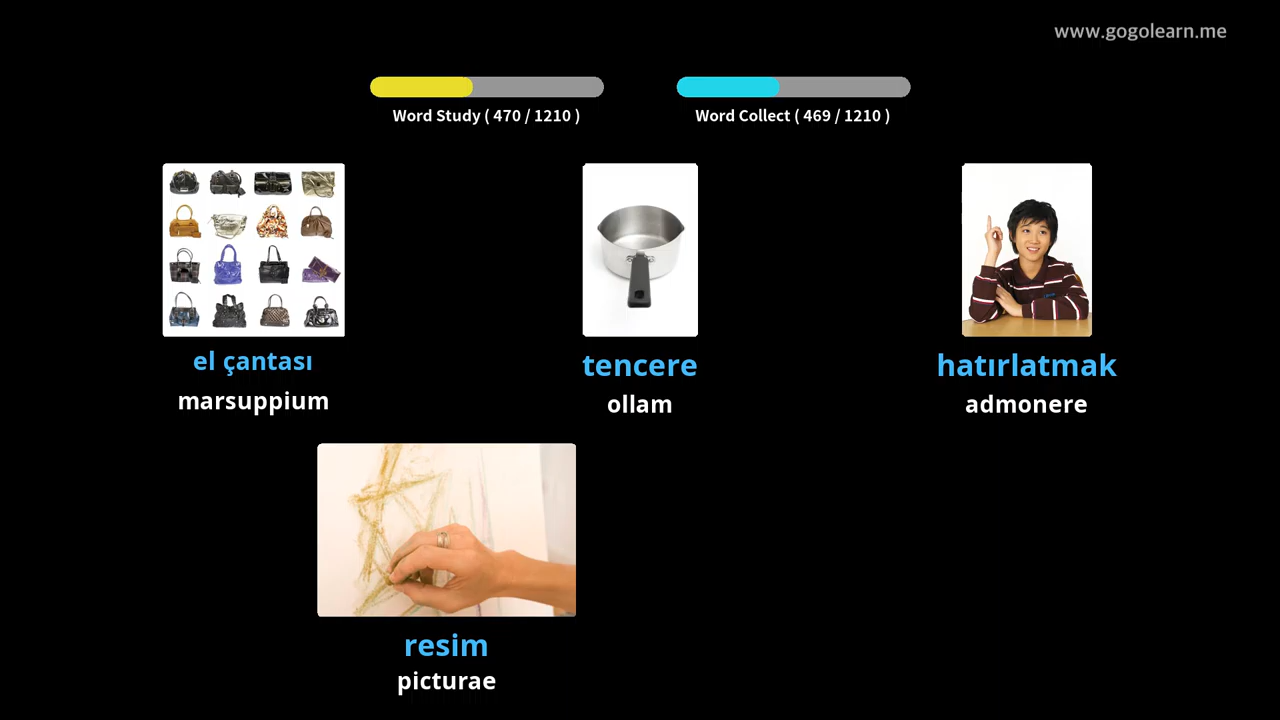 www.gogolearn.me
Word Study ( 470 / 1210 )
Word Collect ( 469 / 1210 )
el çantası
marsuppium
tencere
ollam
hatırlatmak
admonere
resim
picturae